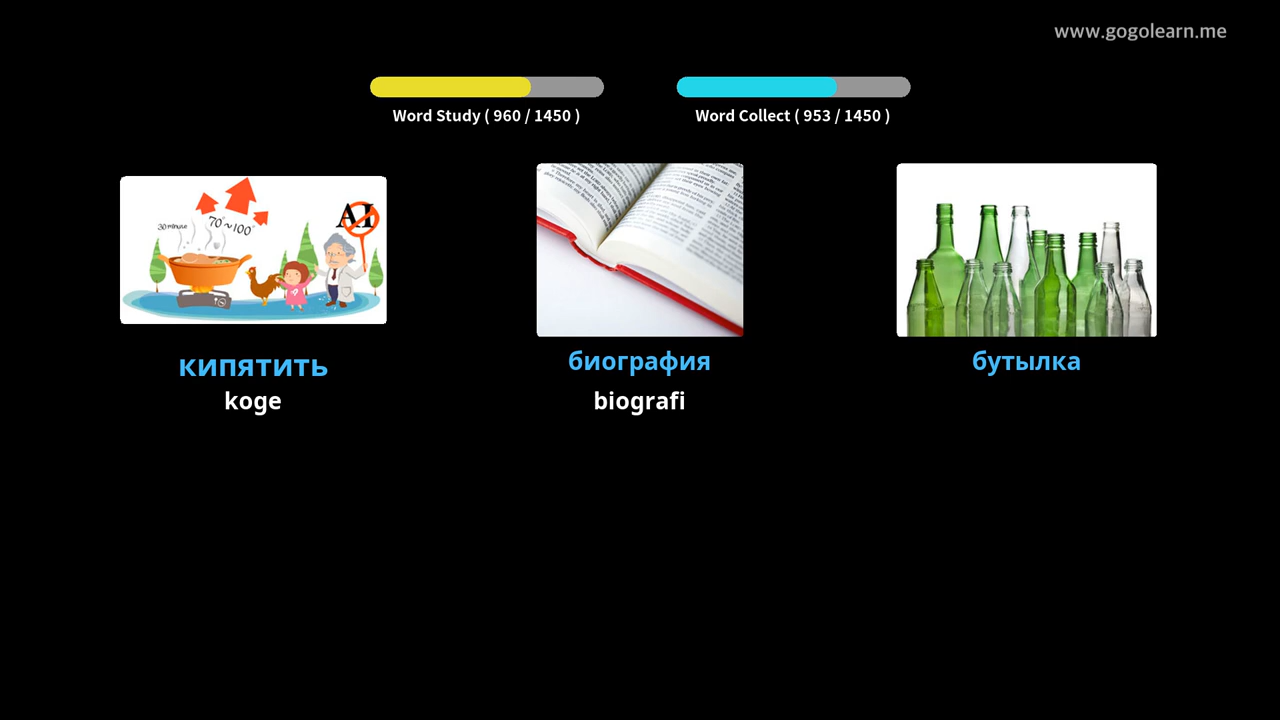 www.gogolearn.me
Word Study ( 960 / 1450 )
Word Collect ( 953 / 1450 )
30 minute
70°~100°
AI
кипятить
koge
биография
biografi
бутылка